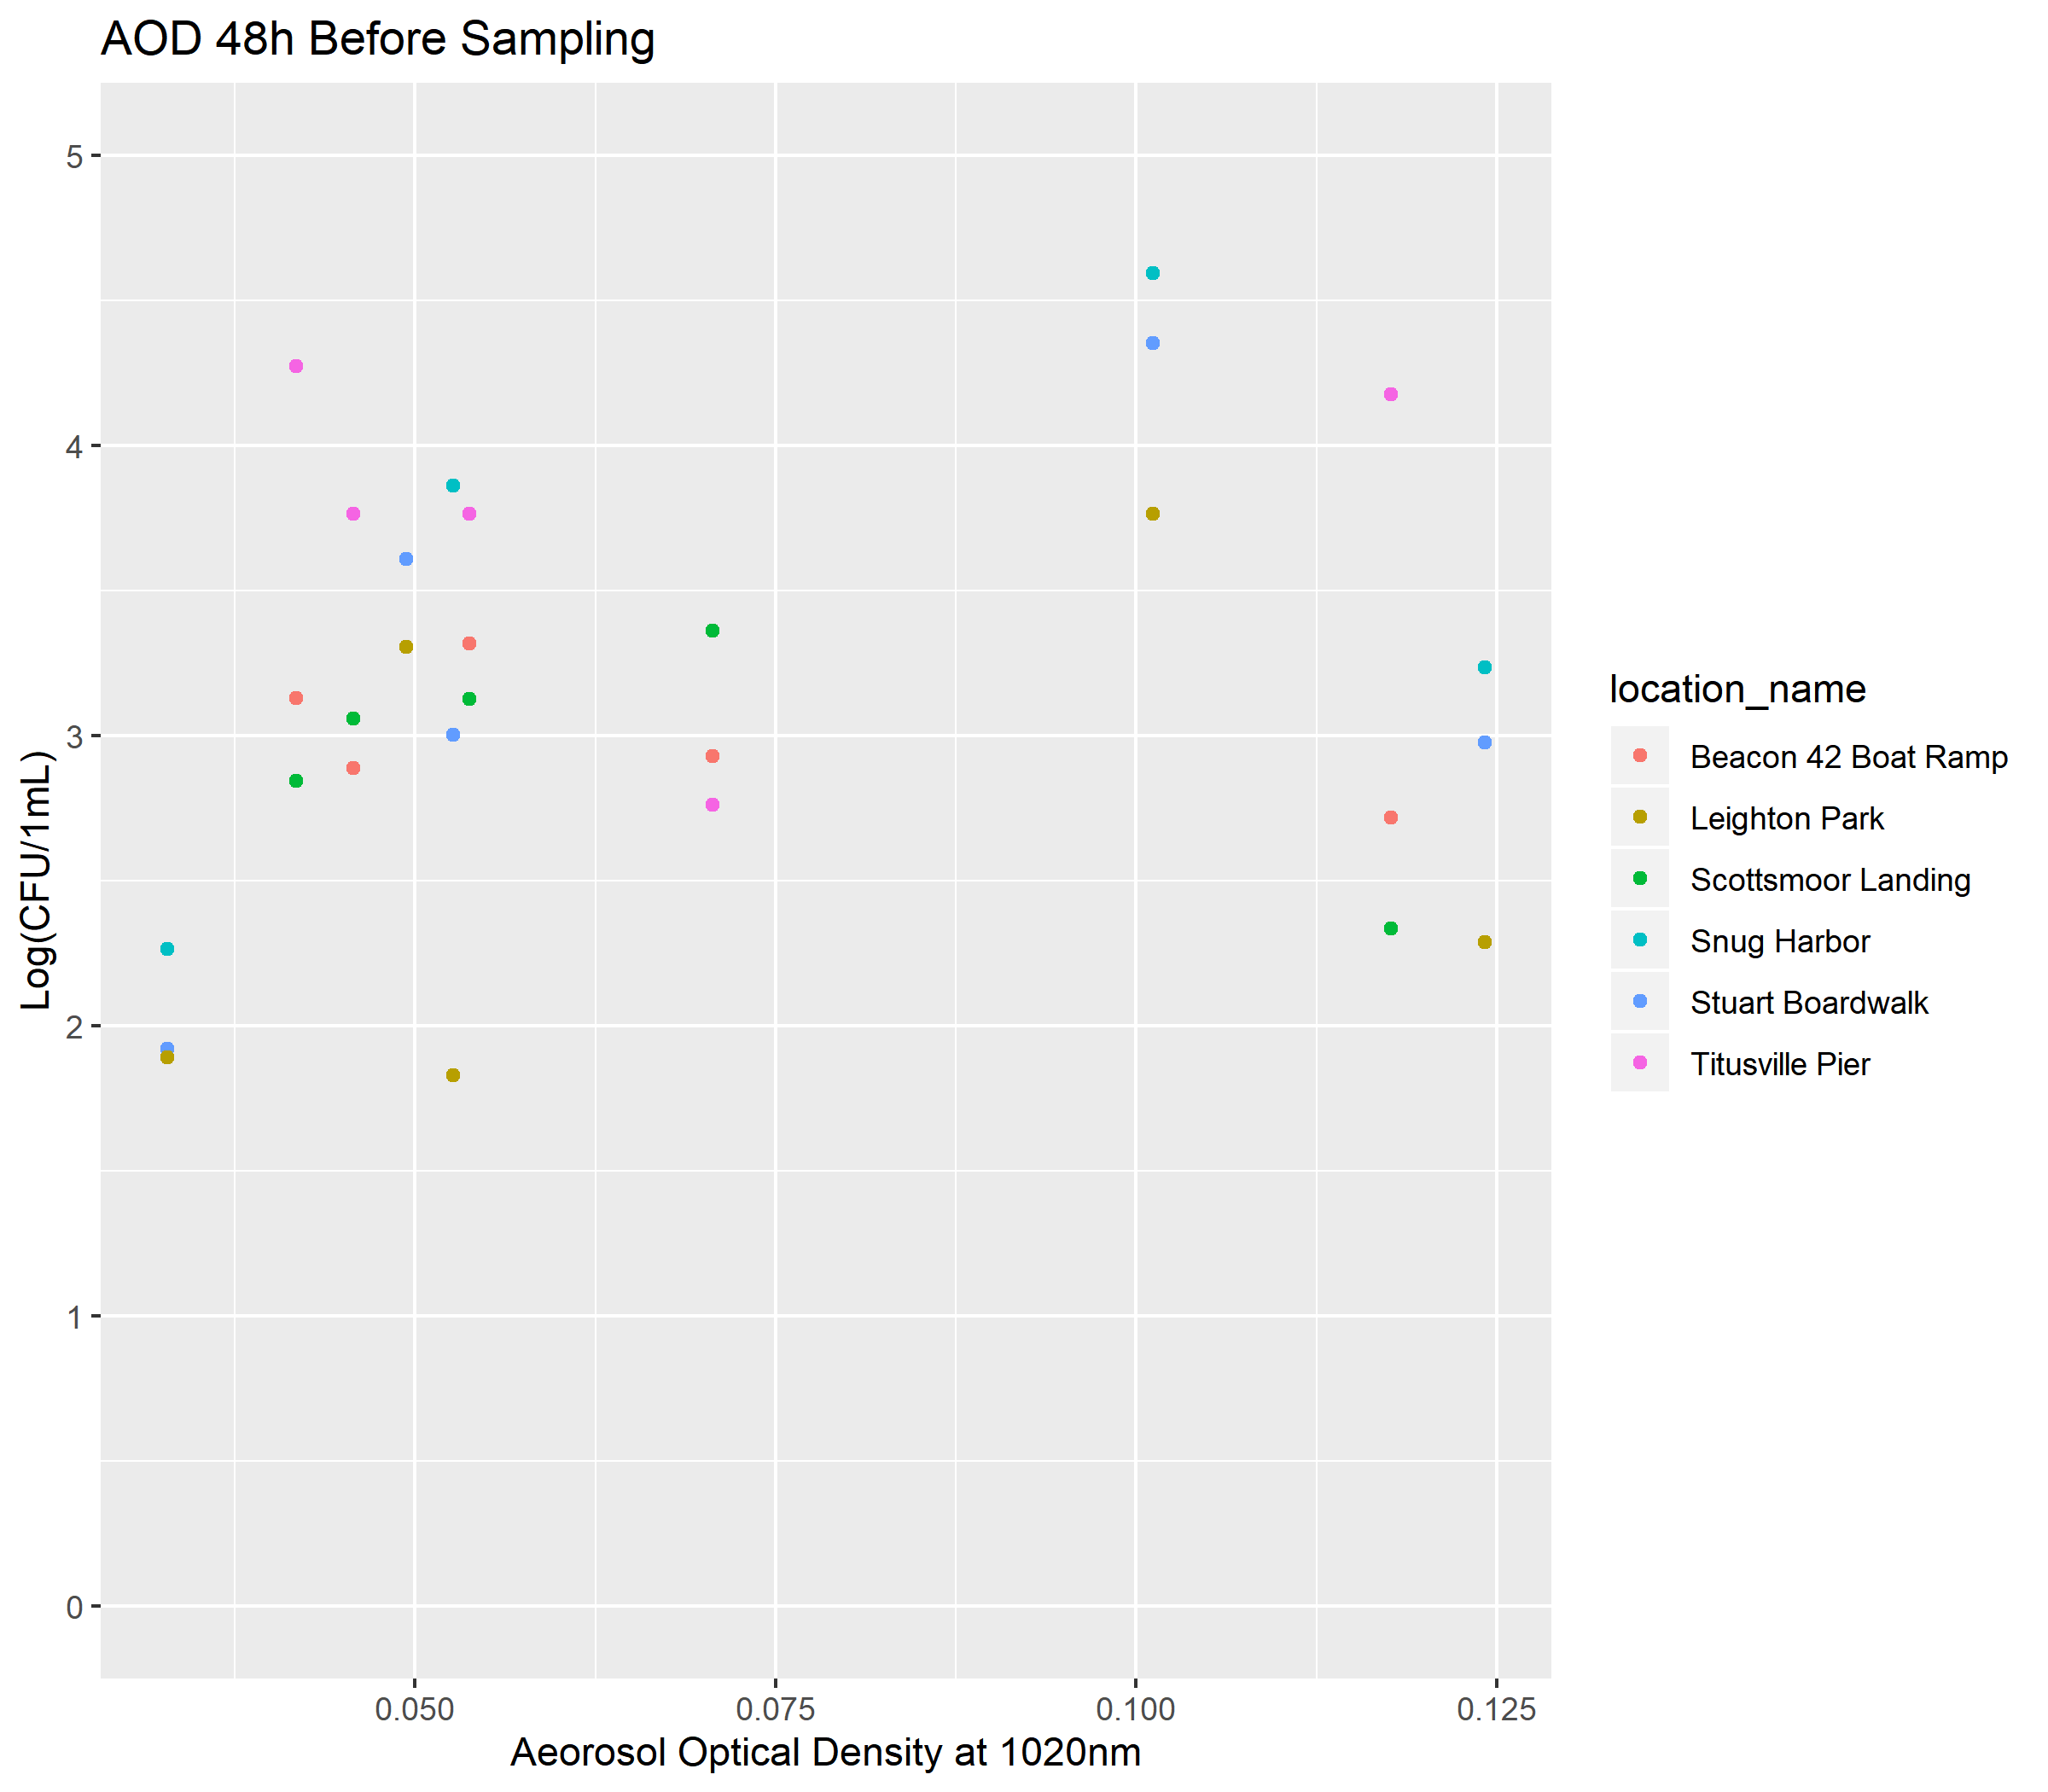 AOD 48h Before Sampling
5
4
3
2
1
0
Log(CFU/1mL)
0.050
0.075
0.100
0.125
Aeorosol Optical Density at 1020nm
location_name
Beacon 42 Boat Ramp
Leighton Park
Scottsmoor Landing
Snug Harbor
Stuart Boardwalk
Titusville Pier